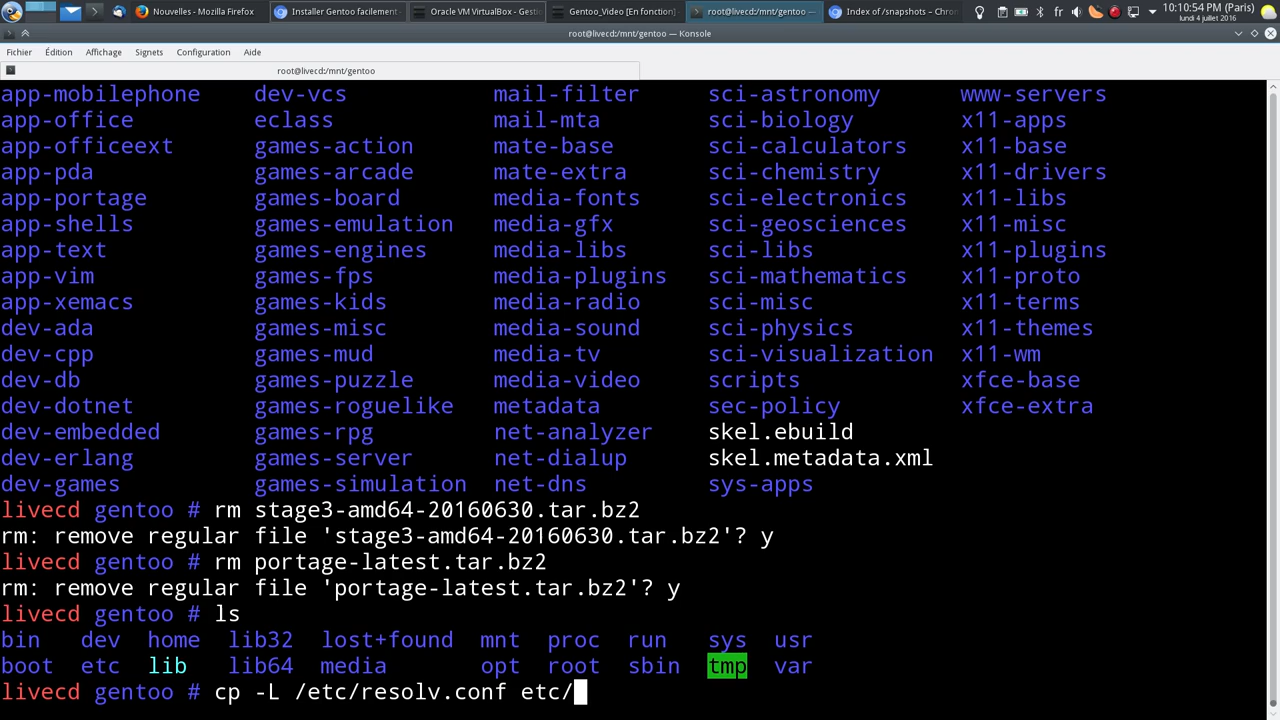 Nouvelles - Mozilla Firefox
Installer Gentoo facilement
Oracle VM VirtualBox - Gesti
Gentoo_Video [En fonction]
root@livecd:/mnt/gentoo —
Index of /snapshots – Chro
fr
10:10:54 PM (Paris)
lundi 4 juillet 2016
root@livecd:/mnt/gentoo — Konsole
Fichier Édition Affichage Signets Configuration Aide
root@livecd:/mnt/gentoo
app-mobilephone dev-vcs mail-filter sci-astronomy www-servers
app-office eclass mail-mta sci-biology x11-apps
app-officeext games-action mate-base sci-calculators x11-base
app-pda games-arcade mate-extra sci-chemistry x11-drivers
app-portage games-board media-fonts sci-electronics x11-libs
app-shells games-emulation media-gfx sci-geosciences x11-misc
app-text games-engines media-libs sci-libs x11-plugins
app-vim games-fps media-plugins sci-mathematics x11-proto
app-xemacs games-kids media-radio sci-misc x11-terms
dev-ada games-misc media-sound sci-physics x11-themes
dev-cpp games-mud media-tv sci-visualization x11-wm
dev-db games-puzzle media-video scripts xfce-base
dev-dotnet games-roguelike metadata sec-policy xfce-extra
dev-embedded games-rpg net-analyzer skel.ebuild
dev-erlang games-server net-dialup skel.metadata.xml
dev-games games-simulation net-dns sys-apps
livecd gentoo # rm stage3-amd64-20160630.tar.bz2
rm: remove regular file 'stage3-amd64-20160630.tar.bz2'? y
livecd gentoo # rm portage-latest.tar.bz2
rm: remove regular file 'portage-latest.tar.bz2'? y
livecd gentoo # ls
bin dev home lib32 lost+found mnt proc run sys usr
boot etc lib lib64 media opt root sbin tmp var
livecd gentoo # cp -L /etc/resolv.conf etc/